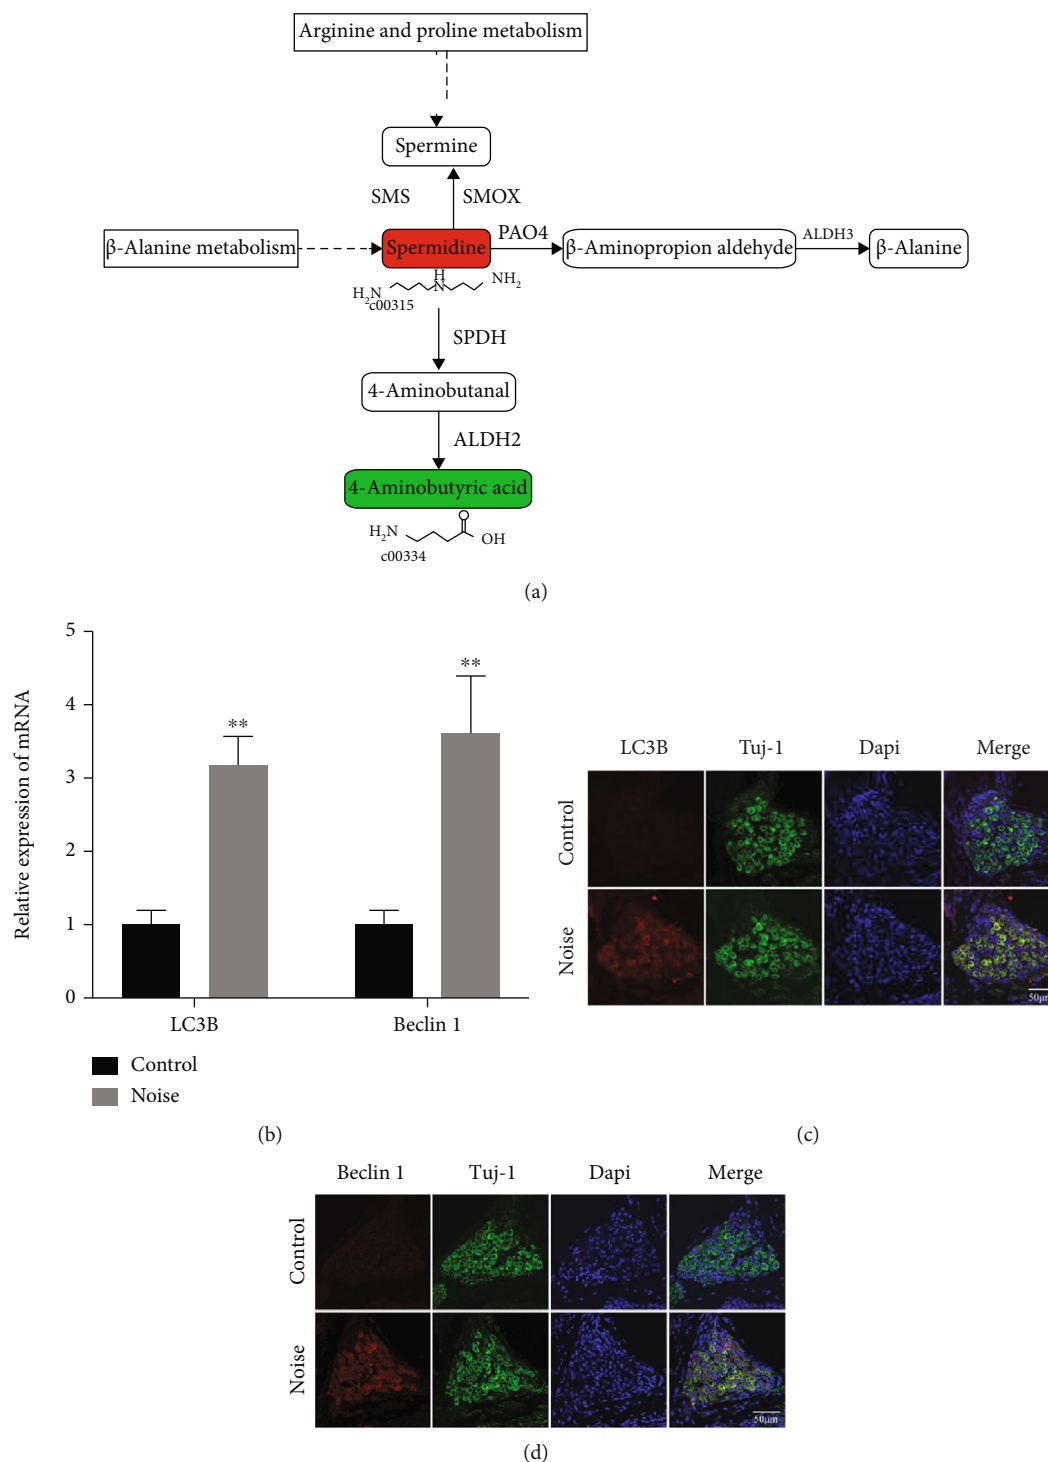 Arginine and proline metabolism
Spermine
SMS
SMOX
β-Alanine metabolism
Spermidine
PAO4
β-Aminopropion aldehyde
ALDH3
β-Alanine
H
N
H2N
NH2
c00315
SPDH
4-Aminobutanal
ALDH2
4-Aminobutyric acid
O
H2N
OH
c00334
(a)
Relative expression of mRNA
5
4
3
2
1
0
**
**
LC3B
Beclin 1
Control
Noise
(b)
LC3B Tuj-1 Dapi Merge
Control
Noise
50μm
(c)
Beclin 1 Tuj-1 Dapi Merge
Control
Noise
50μm
(d)